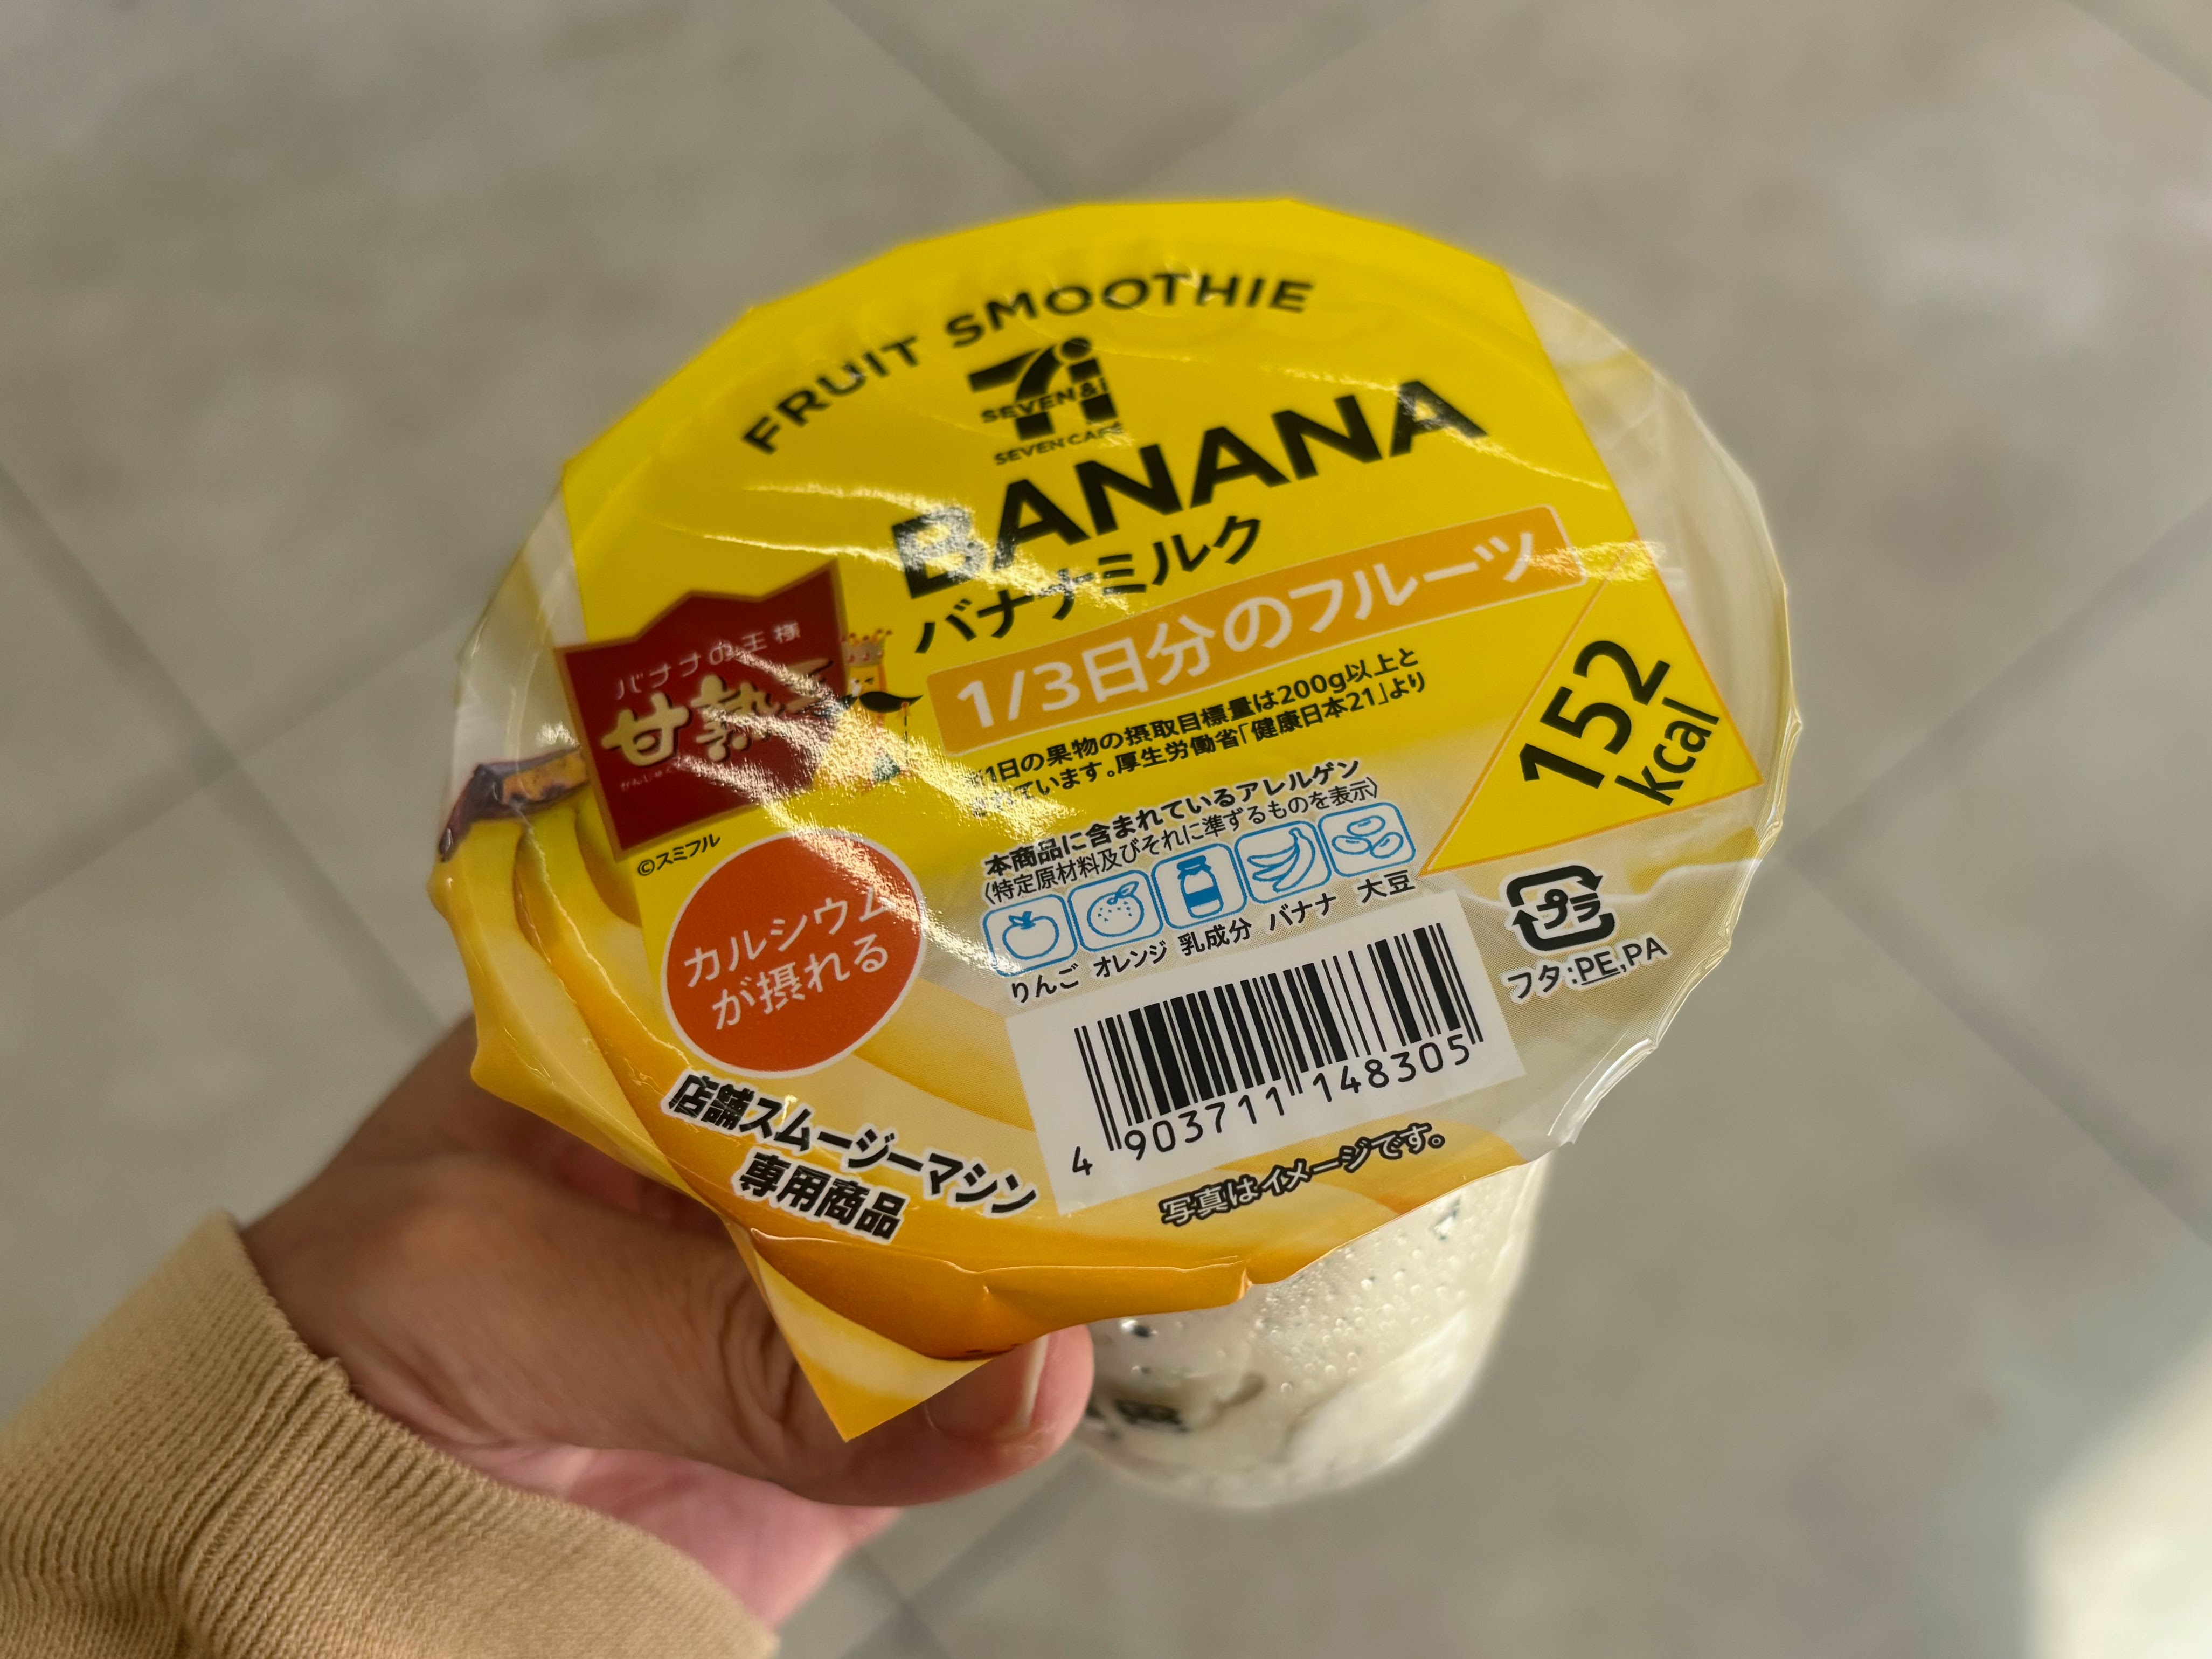 FRUIT SMOOTHIE
SEVEN&i
SEVEN CAFÉ
BANANA
バナナミルク
1/3日分のフルーツ
1日の果物の摂取目標量は200g以上と
されています。厚生労働省「健康日本21」より
152
kcal
バナナの王様
甘熟王
©スミフル
カルシウム
が摂れる
本商品に含まれているアレルゲン
〈特定原材料及びそれに準ずるものを表示〉
りんご オレンジ 乳成分 バナナ 大豆
プラ
フタ:PE,PA
4 903711 148305
店舗スムージーマシン
専用商品
写真はイメージです。